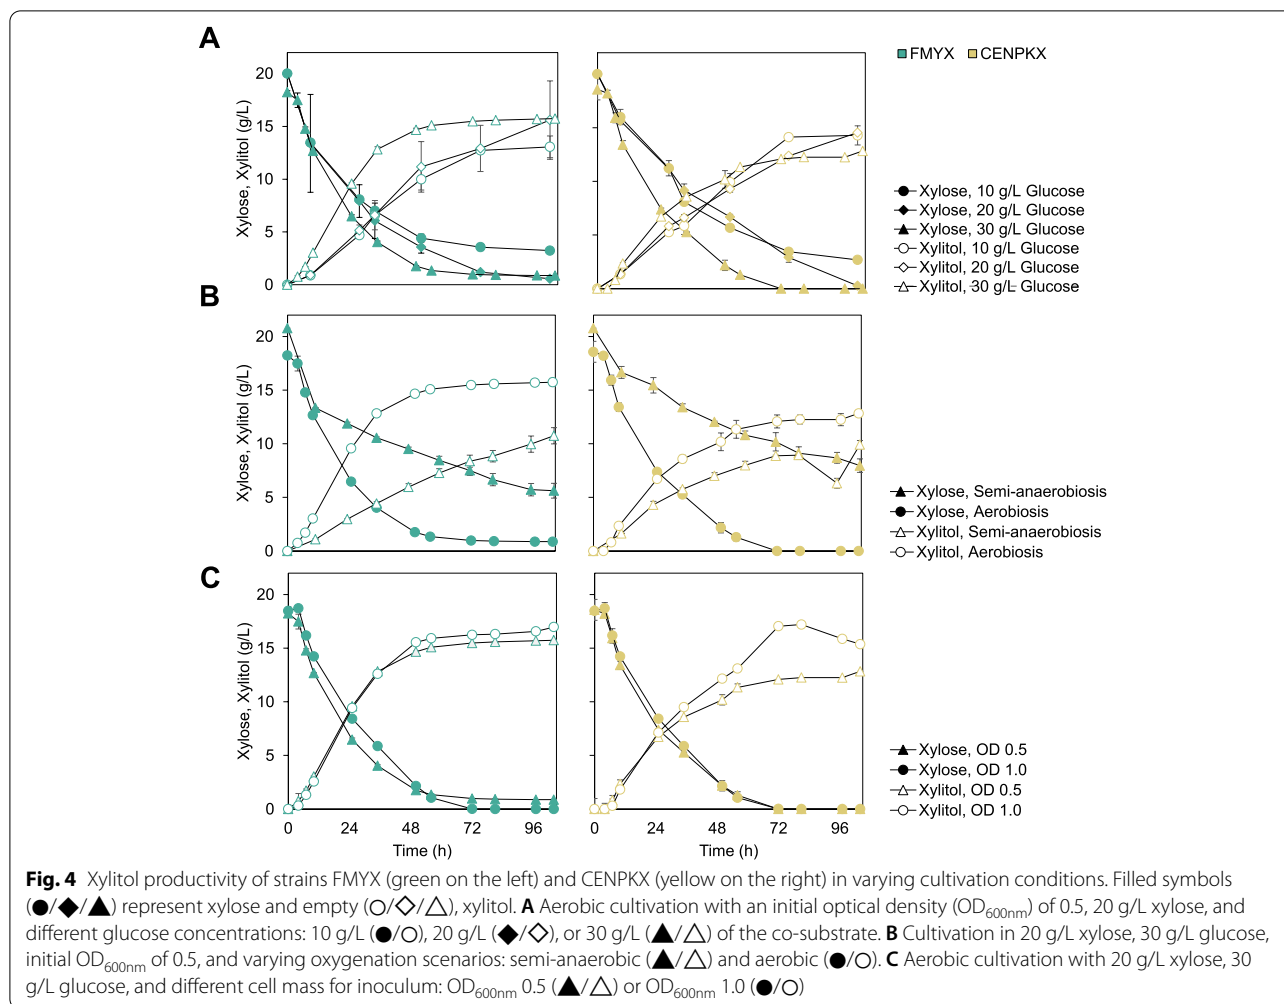 A
FMYX CENPKX
20
15
10
5
0
Xylose, Xylitol (g/L)
Xylose, 10 g/L Glucose
Xylose, 20 g/L Glucose
Xylose, 30 g/L Glucose
Xylitol, 10 g/L Glucose
Xylitol, 20 g/L Glucose
Xylitol, 30 g/L Glucose
B
20
15
10
5
0
Xylose, Xylitol (g/L)
Xylose, Semi-anaerobiosis
Xylose, Aerobiosis
Xylitol, Semi-anaerobiosis
Xylitol, Aerobiosis
C
20
15
10
5
0
Xylose, Xylitol (g/L)
Xylose, OD 0.5
Xylose, OD 1.0
Xylitol, OD 0.5
Xylitol, OD 1.0
0 24 48 72 96 0 24 48 72 96
Time (h) Time (h)
Fig. 4 Xylitol productivity of strains FMYX (green on the left) and CENPKX (yellow on the right) in varying cultivation conditions. Filled symbols
(●/◆/▲) represent xylose and empty (○/◇/△), xylitol. A Aerobic cultivation with an initial optical density (OD600nm) of 0.5, 20 g/L xylose, and
different glucose concentrations: 10 g/L (●/○), 20 g/L (◆/◇), or 30 g/L (▲/△) of the co-substrate. B Cultivation in 20 g/L xylose, 30 g/L glucose,
initial OD600nm of 0.5, and varying oxygenation scenarios: semi-anaerobic (▲/△) and aerobic (●/○). C Aerobic cultivation with 20 g/L xylose, 30
g/L glucose, and different cell mass for inoculum: OD600nm 0.5 (▲/△) or OD600nm 1.0 (●/○)